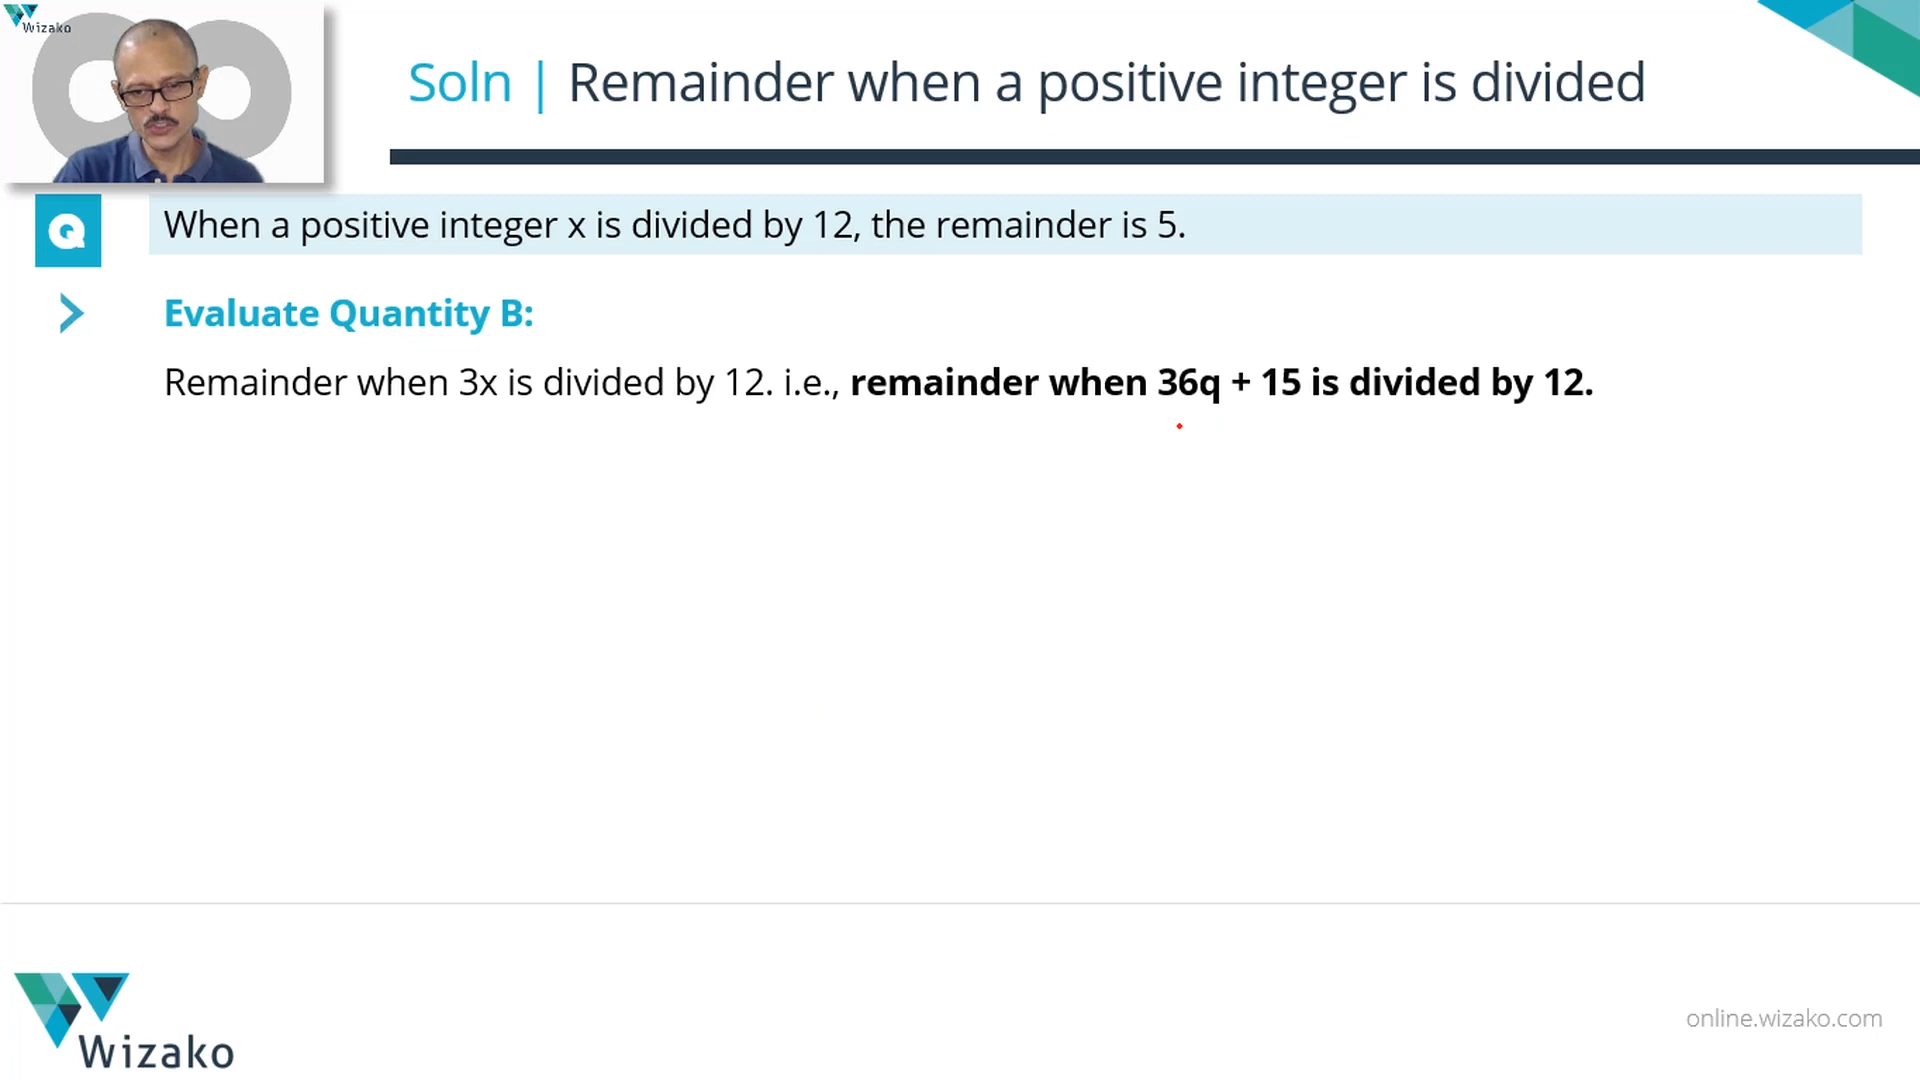 Wizako
Soln | Remainder when a positive integer is divided
Q
When a positive integer x is divided by 12, the remainder is 5.
Evaluate Quantity B:
Remainder when 3x is divided by 12. i.e., remainder when 36q + 15 is divided by 12.
Wizako
online.wizako.com